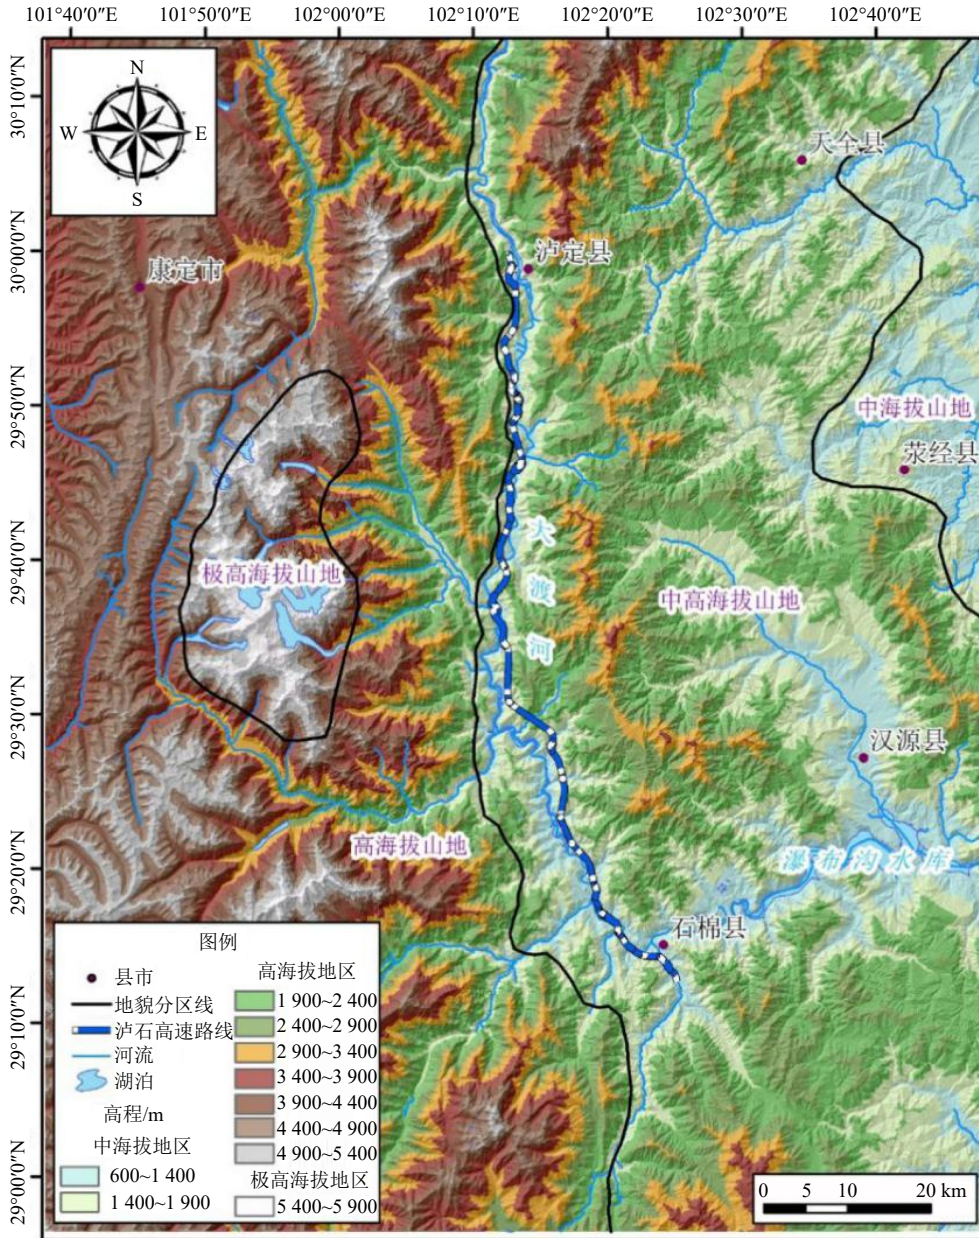 101°40′0″E 101°50′0″E 102°0′0″E 102°10′0″E 102°20′0″E 102°30′0″E 102°40′0″E
30°10′0″N
30°0′0″N
29°50′0″N
29°40′0″N
29°30′0″N
29°20′0″N
29°10′0″N
29°0′0″N
N
W E
S
天全县
泸定县
康定市
中海拔山地
荥经县
大渡河
极高海拔山地
中高海拔山地
汉源县
高海拔山地
瀑布沟水库
石棉县
图例
县市
地貌分区线
泸石高速路线
河流
湖泊
高程/m
中海拔地区
600~1 400
1 400~1 900
高海拔地区
1 900~2 400
2 400~2 900
2 900~3 400
3 400~3 900
3 900~4 400
4 400~4 900
4 900~5 400
极高海拔地区
5 400~5 900
0 5 10 20 km